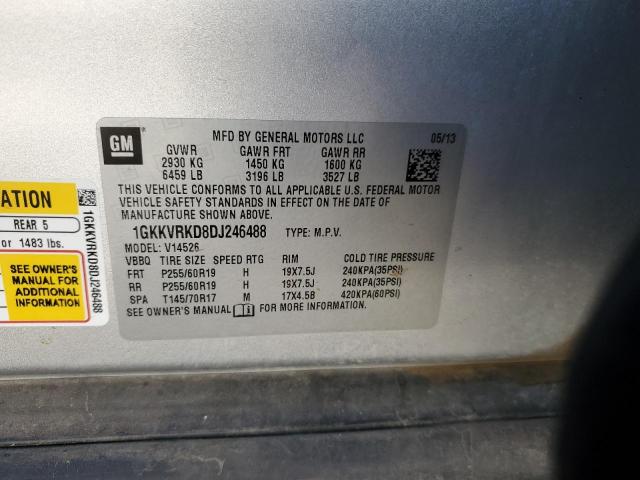 GM
MFD BY GENERAL MOTORS LLC 05/13
GVWR GAWR FRT GAWR RR
2930 KG 1450 KG 1600 KG
6459 LB 3196 LB 3527 LB
THIS VEHICLE CONFORMS TO ALL APPLICABLE U.S. FEDERAL MOTOR
VEHICLE SAFETY STANDARDS IN EFFECT ON THE DATE OF
MANUFACTURE SHOWN ABOVE.
1GKKVRKD8DJ246488 TYPE: M.P.V.
MODEL: V14526
VBBQ TIRE SIZE SPEED RTG RIM COLD TIRE PRESSURE
FRT P255/60R19 H 19X7.5J 240KPA(35PSI)
RR P255/60R19 H 19X7.5J 240KPA(35PSI)
SPA T145/70R17 M 17X4.5B 420KPA(60PSI)
SEE OWNER'S MANUAL FOR MORE INFORMATION.
ATION
REAR 5
or 1483 lbs.
SEE OWNER'S
MANUAL FOR
ADDITIONAL
INFORMATION
1GKKVRKD8DJ246488